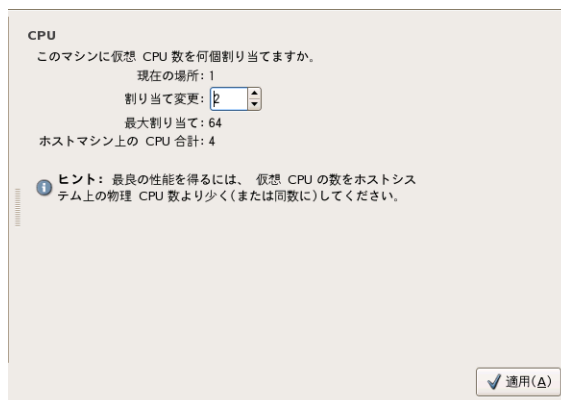 CPU
このマシンに仮想 CPU 数を何個割り当てますか。
現在の場所: 1
割り当て変更: 2
最大割り当て: 64
ホストマシン上の CPU 合計: 4
ヒント: 最良の性能を得るには、 仮想 CPU の数をホストシス
テム上の物理 CPU 数より少く(または同数に)してください。
適用(A)